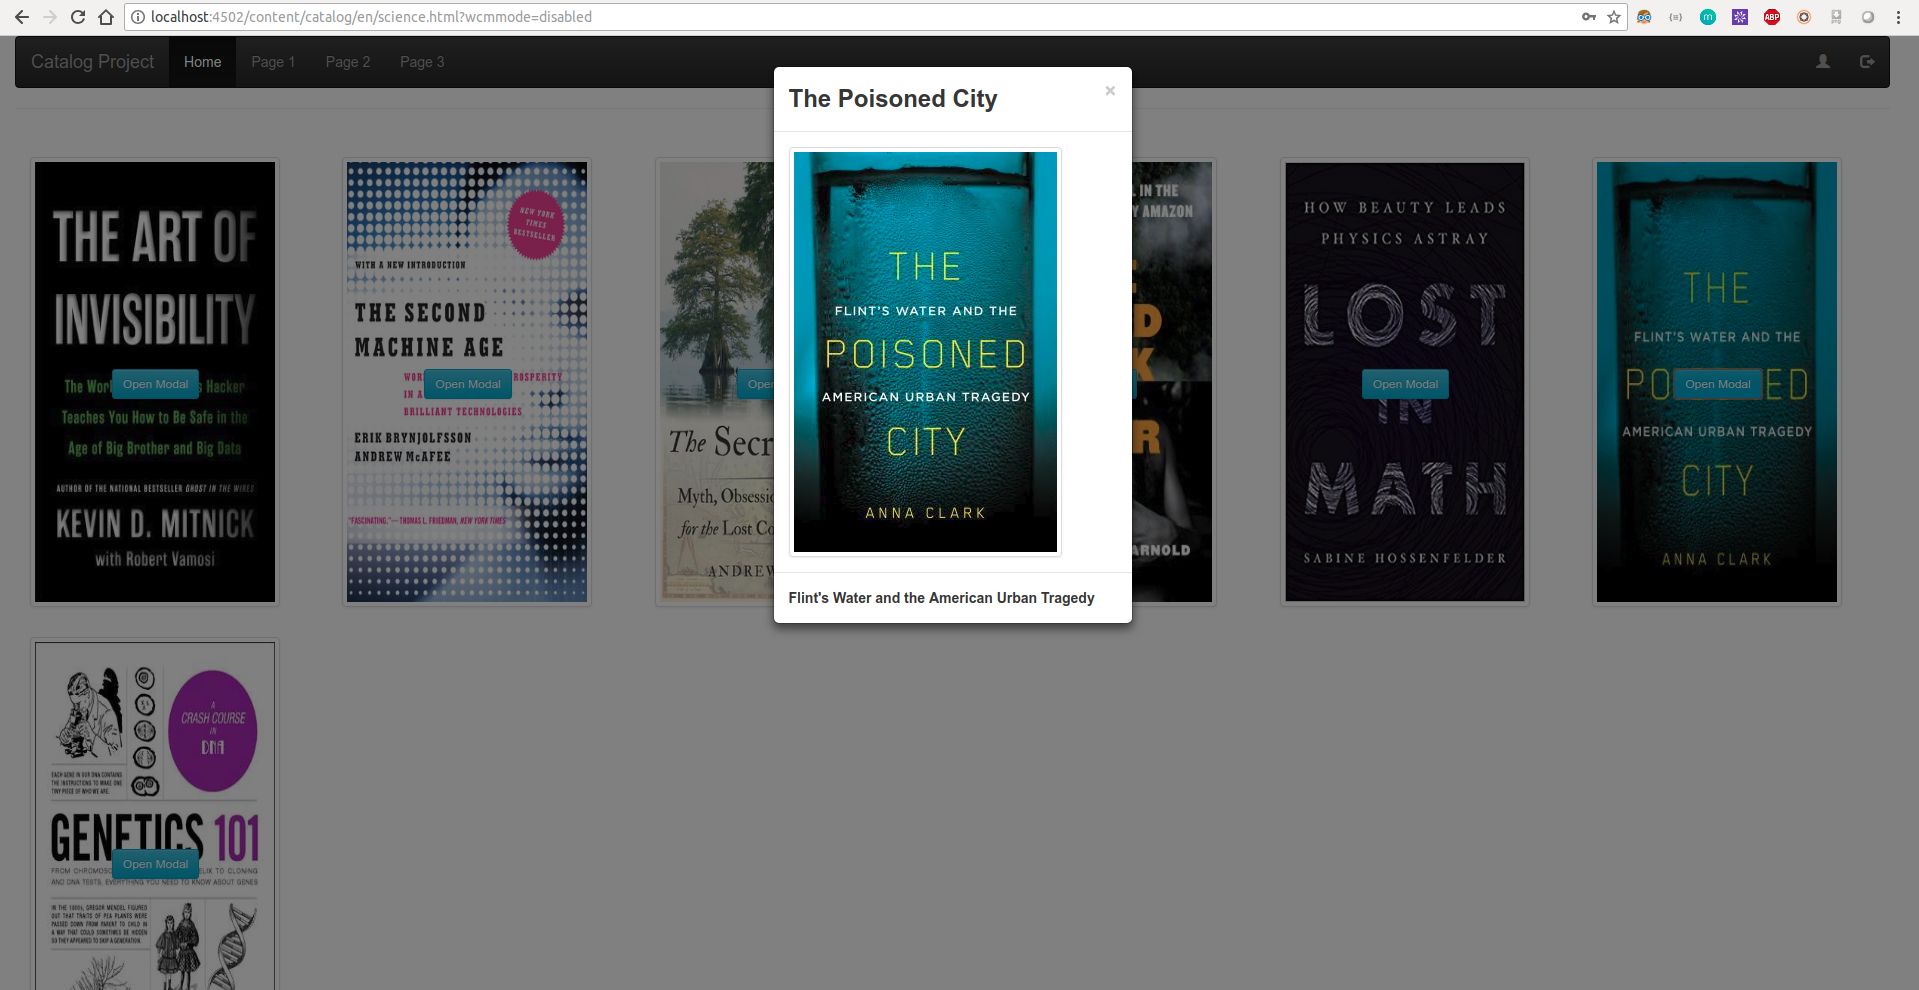 localhost:4502/content/catalog/en/science.html?wcmmode=disabled
ABP
Catalog Project
Home
Page 1
Page 2
Page 3
The Poisoned City
×
THE
FLINT'S WATER AND THE
POISONED
AMERICAN URBAN TRAGEDY
CITY
ANNA CLARK
Flint's Water and the American Urban Tragedy
THE ART OF
INVISIBILITY
The Worl
s Hacker
Open Modal
Teaches You How to Be Safe in the
Age of Big Brother and Big Data
AUTHOR OF THE NATIONAL BESTSELLER GHOST IN THE WIRES
KEVIN D. MITNICK
with Robert Vamosi
NEW YORK
TIMES
BESTSELLER
WITH A NEW INTRODUCTION
THE SECOND
MACHINE AGE
WOR
ROSPERITY
Open Modal
IN A
BRILLIANT TECHNOLOGIES
ERIK BRYNJOLFSSON
ANDREW McAFEE
"FASCINATING."—THOMAS L. FRIEDMAN, NEW YORK TIMES
Ope
The Secr
Myth, Obsessi
for the Lost Co
ANDREW
IN THE
Y AMAZON
D
K
R
ARNOLD
HOW BEAUTY LEADS
PHYSICS ASTRAY
LOST
Open Modal
IN
MATH
SABINE HOSSENFELDER
THE
FLINT'S WATER AND THE
PO
ED
Open Modal
AMERICAN URBAN TRAGEDY
CITY
ANNA CLARK
A
CRASH COURSE
IN
DNA
EACH GENE IN OUR DNA CONTAINS
THE INSTRUCTIONS TO MAKE ONE
TINY PIECE OF WHO WE ARE.
GENETICS 101
Open Modal
FROM CHROMOSO
ELIX TO CLONING
AND DNA TESTS, EVERYTHING YOU NEED TO KNOW ABOUT GENES
IN THE 1800s, GREGOR MENDEL FIGURED
OUT THAT TRAITS OF PEA PLANTS WERE
PASSED DOWN FROM PARENT TO CHILD IN
A WAY THAT COULD SOMETIMES BE HIDDEN
SO THEY APPEARED TO SKIP A GENERATION.